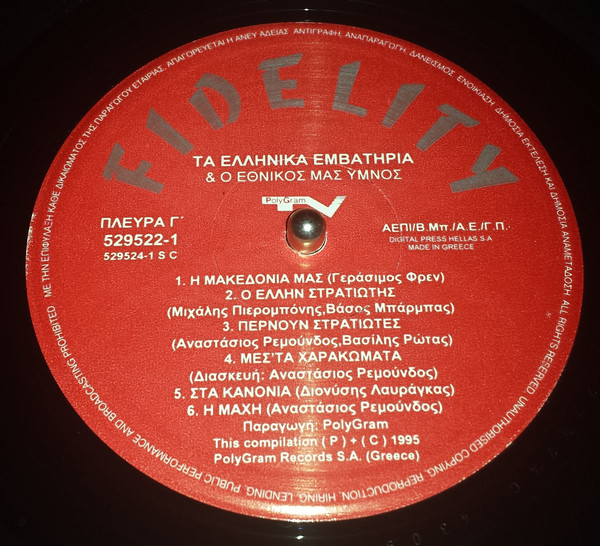 ΜΕ ΤΗΝ ΕΠΙΦΥΛΑΞΗ ΚΑΘΕ ΔΙΚΑΙΩΜΑΤΟΣ ΤΗΣ ΠΑΡΑΓΩΓΟΥ ΕΤΑΙΡΙΑΣ, ΑΠΑΓΟΡΕΥΕΤΑΙ Η ΑΝΕΥ ΑΔΕΙΑΣ ΑΝΤΙΓΡΑΦΗ, ΑΝΑΠΑΡΑΓΩΓΗ, ΔΑΝΕΙΣΜΟΣ, ΕΝΟΙΚΙΑΣΗ, ΔΗΜΟΣΙΑ ΕΚΤΕΛΕΣΗ ΚΑΙ ΔΗΜΟΣΙΑ ΑΝΑΜΕΤΑΔΟΣΗ
FIDELITY
ΤΑ ΕΛΛΗΝΙΚΑ ΕΜΒΑΤΗΡΙΑ
& Ο ΕΘΝΙΚΟΣ ΜΑΣ ΥΜΝΟΣ
PolyGram
ΠΛΕΥΡΑ Γ΄
529522-1
529524-1 S C
ΑΕΠΙ/Β.Μπ./Α.Ε./Γ.Π.
DIGITAL PRESS HELLAS S.A
MADE IN GREECE
1. Η ΜΑΚΕΔΟΝΙΑ ΜΑΣ (Γεράσιμος Φρεν)
2. Ο ΕΛΛΗΝ ΣΤΡΑΤΙΩΤΗΣ
(Μιχάλης Πιερομπόνης,Βάσος Μπάρμπας)
3. ΠΕΡΝΟΥΝ ΣΤΡΑΤΙΩΤΕΣ
(Αναστάσιος Ρεμούνδος,Βασίλης Ρώτας)
4. ΜΕΣ'ΤΑ ΧΑΡΑΚΩΜΑΤΑ
(Διασκευή: Αναστάσιος Ρεμούνδος)
5. ΣΤΑ ΚΑΝΟΝΙΑ (Διονύσης Λαυράγκας)
6. Η ΜΑΧΗ (Αναστάσιος Ρεμούνδος)
Παραγωγή: PolyGram
This compilation ( P ) + ( C ) 1995
PolyGram Records S.A. (Greece)
ALL RIGHTS RESERVED. UNAUTHORISED COPYING, REPRODUCTION, HIRING, LENDING, PUBLIC PERFORMANCE AND BROADCASTING PROHIBITED